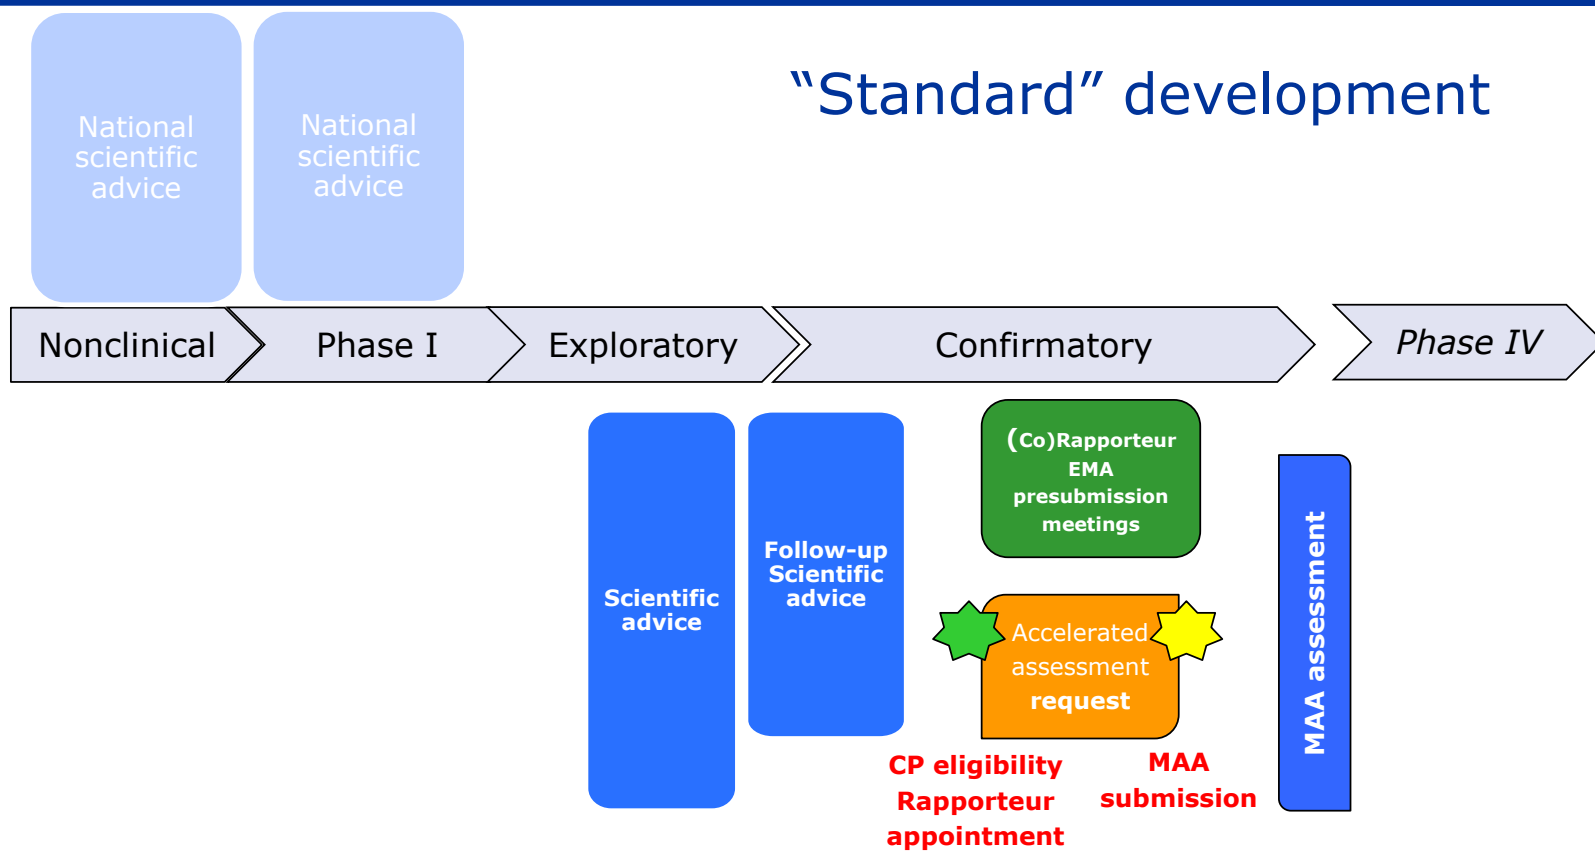 “Standard” development
National
scientific
advice
National
scientific
advice
Nonclinical
Phase I
Exploratory
Confirmatory
Phase IV
Scientific
advice
Follow-up
Scientific
advice
(Co)Rapporteur
EMA
presubmission
meetings
Accelerated
assessment
request
CP eligibility
Rapporteur
appointment
MAA
submission
MAA assessment